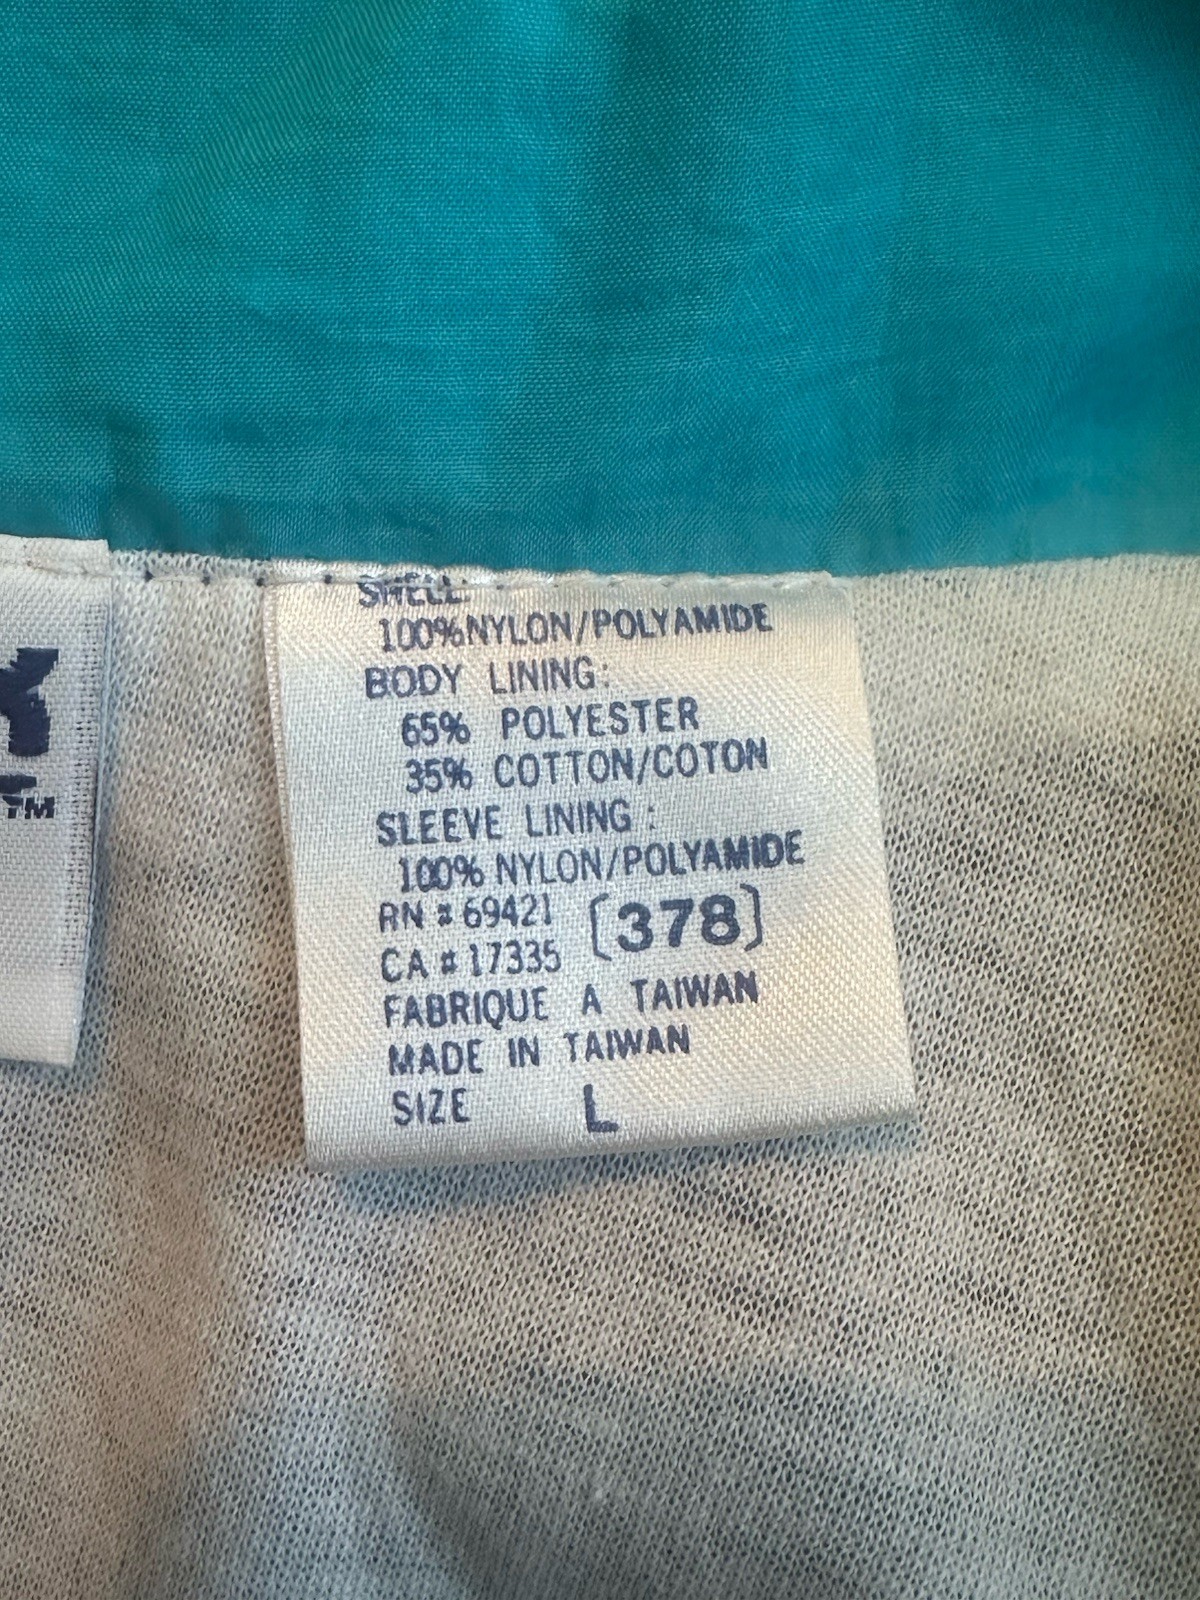 Y
TM
SHELL:
100% NYLON/POLYAMIDE
BODY LINING:
65% POLYESTER
35% COTTON/COTON
SLEEVE LINING:
100% NYLON/POLYAMIDE
RN # 69421 [378]
CA # 17335
FABRIQUE A TAIWAN
MADE IN TAIWAN
SIZE L